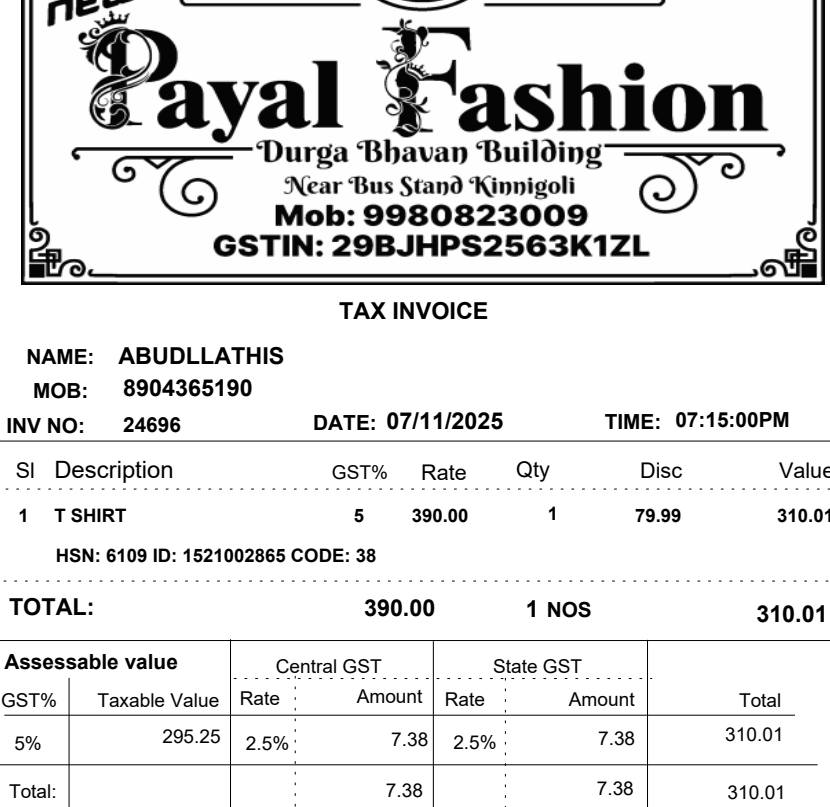 new
Payal Fashion
Durga Bhavan Building
Near Bus Stand Kinnigoli
Mob: 9980823009
GSTIN: 29BJHPS2563K1ZL
TAX INVOICE
NAME: ABUDLLATHIS
MOB: 8904365190
INV NO: 24696 DATE: 07/11/2025 TIME: 07:15:00PM
Sl Description GST% Rate Qty Disc Value
1 T SHIRT 5 390.00 1 79.99 310.01
HSN: 6109 ID: 1521002865 CODE: 38
TOTAL: 390.00 1 NOS 310.01
Assessable value Central GST State GST
GST% Taxable Value Rate Amount Rate Amount Total
5% 295.25 2.5% 7.38 2.5% 7.38 310.01
Total: 7.38 7.38 310.01